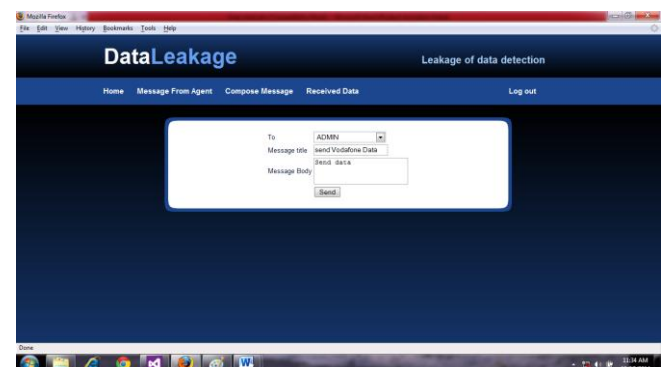 Mozilla Firefox
File Edit View History Bookmarks Tools Help
DataLeakage
Leakage of data detection
Home Message From Agent Compose Message Received Data Log out
To ADMIN
Message title send Vodafone Data
Message Body Send data
Send
Done
11:34 AM